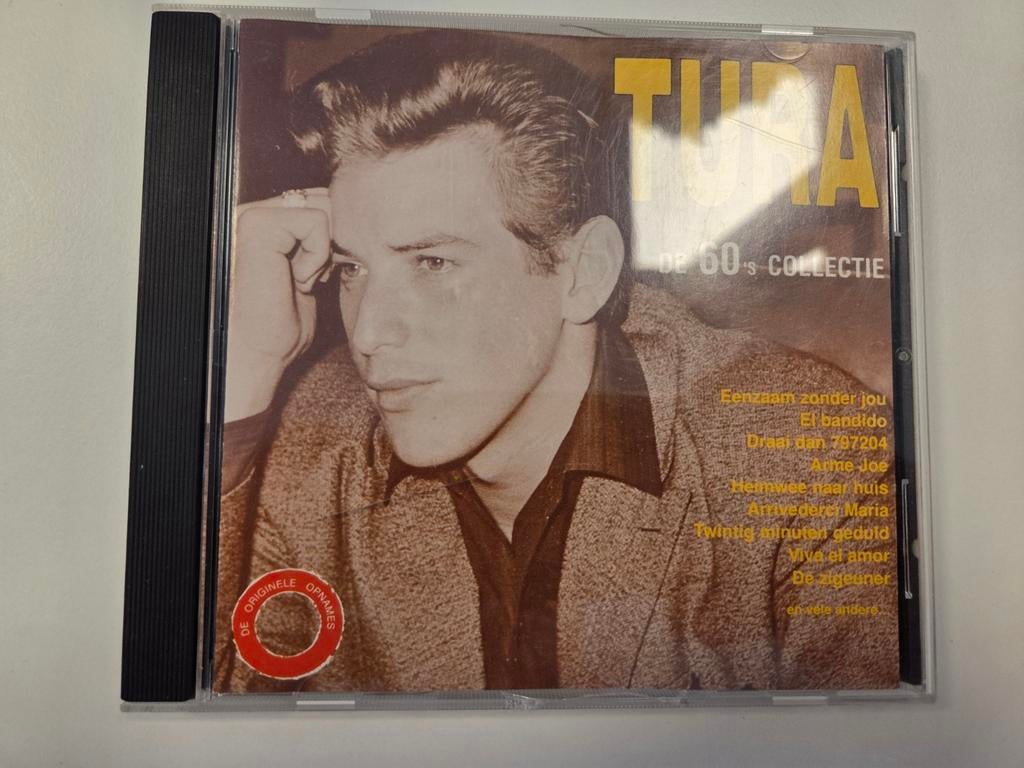 TURA
DE '60's COLLECTIE
Eenzaam zonder jou
El bandido
Draai dan 797204
Arme Joe
Heimwee naar huis
Arrivederci Maria
Twintig minuten geduld
Viva el amor
De zigeuner
en vele andere...
DE ORIGINELE OPNAMES